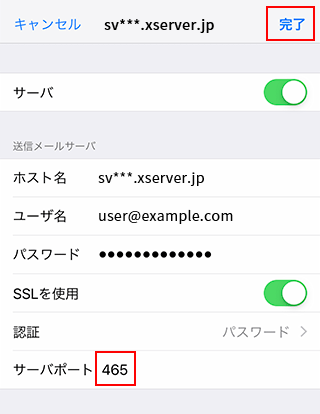 キャンセル sv***.xserver.jp 完了
サーバ
送信メールサーバ
ホスト名 sv***.xserver.jp
ユーザ名 user@example.com
パスワード ●●●●●●●●●●●●●
SSLを使用
認証 パスワード
サーバポート 465